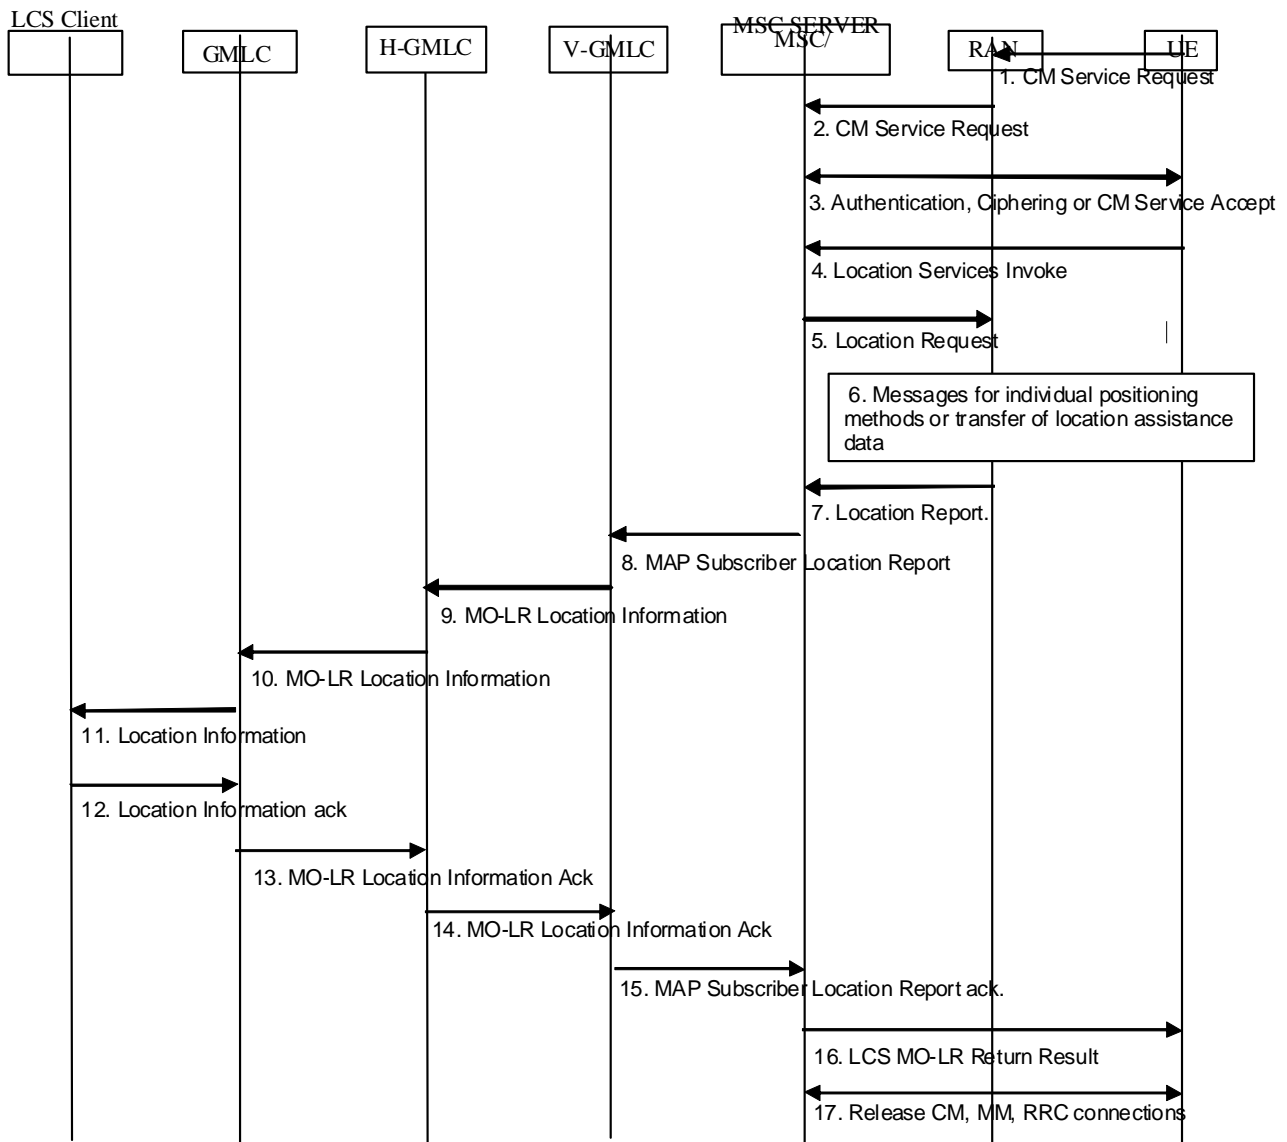 LCS Client
GMLC
H-GMLC
V-GMLC
MSC SERVER
MSC/
RAN
UE
1. CM Service Request
2. CM Service Request
3. Authentication, Ciphering or CM Service Accept
4. Location Services Invoke
5. Location Request
6. Messages for individual positioning
methods or transfer of location assistance
data
7. Location Report.
8. MAP Subscriber Location Report
9. MO-LR Location Information
10. MO-LR Location Information
11. Location Information
12. Location Information ack
13. MO-LR Location Information Ack
14. MO-LR Location Information Ack
15. MAP Subscriber Location Report ack.
16. LCS MO-LR Return Result
17. Release CM, MM, RRC connections